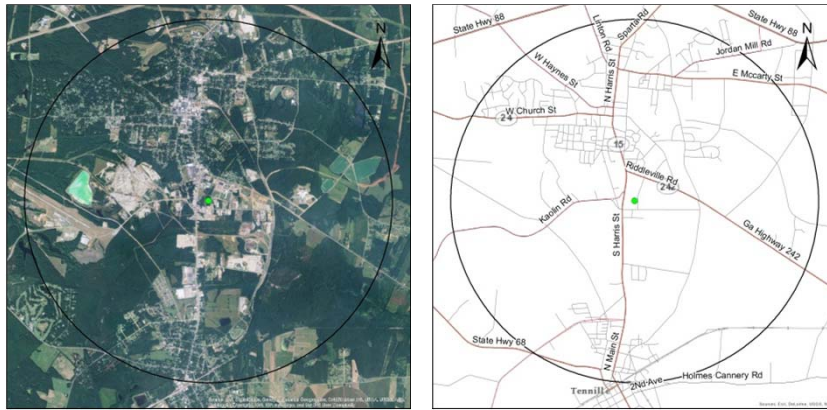 N
State Hwy 88
Linton Rd
Sparta Rd
State Hwy 68
N
W Haynes St
N Harris St
Jordan Mill Rd
E Mccarty St
W Church St
24
15
Riddleville Rd
242
Kaolin Rd
S Harris St
Ga Highway 242
State Hwy 68
N Main St
2Nd Ave
Holmes Cannery Rd
Tennille